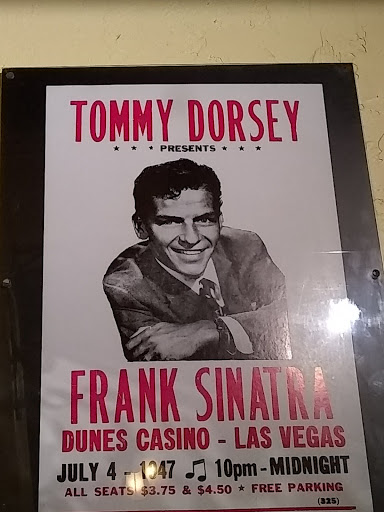 TOMMY DORSEY
★ ★ ★ PRESENTS ★ ★ ★
FRANK SINATRA
DUNES CASINO - LAS VEGAS
JULY 4 - 1947 ♫ 10pm - MIDNIGHT
ALL SEATS $3.75 & $4.50 ★ FREE PARKING
(325)